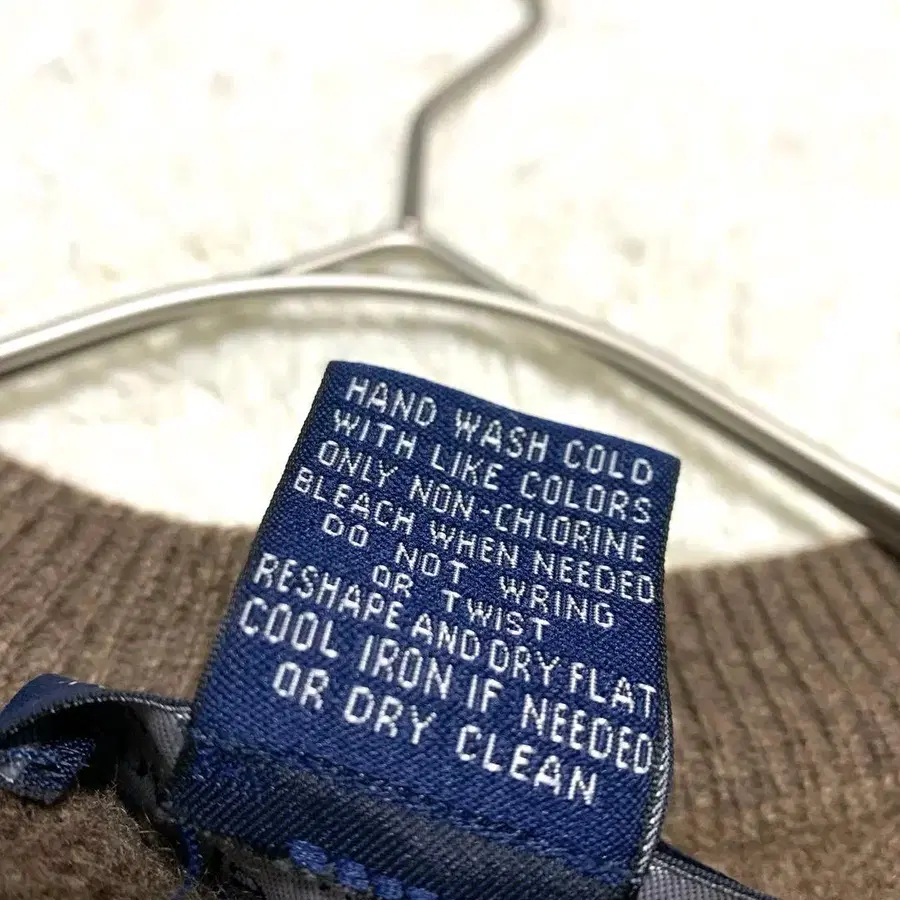 HAND WASH COLD
WITH LIKE COLORS
ONLY NON-CHLORINE
BLEACH WHEN NEEDED
DO NOT WRING
OR TWIST
RESHAPE AND DRY FLAT
COOL IRON IF NEEDED
OR DRY CLEAN